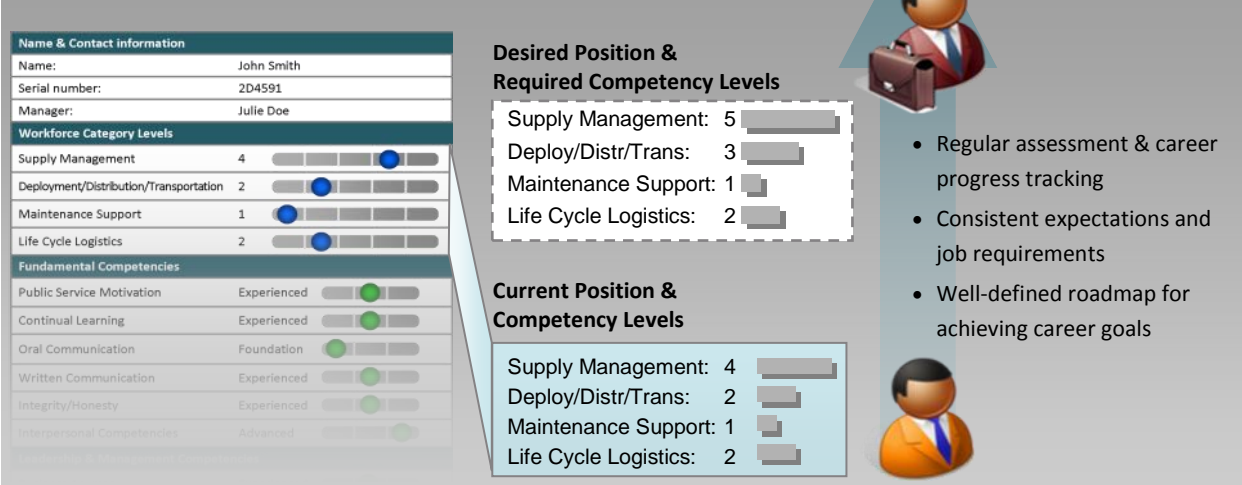 Name & Contact information
Name: John Smith
Serial number: 2D4591
Manager: Julie Doe
Workforce Category Levels
Supply Management 4
Deployment/Distribution/Transportation 2
Maintenance Support 1
Life Cycle Logistics 2
Fundamental Competencies
Public Service Motivation Experienced
Continual Learning Experienced
Oral Communication Foundation
Written Communication Experienced
Integrity/Honesty Experienced
Interpersonal Competencies Advanced
Desired Position &
Required Competency Levels
Supply Management: 5
Deploy/Distr/Trans: 3
Maintenance Support: 1
Life Cycle Logistics: 2
Current Position &
Competency Levels
Supply Management: 4
Deploy/Distr/Trans: 2
Maintenance Support: 1
Life Cycle Logistics: 2
• Regular assessment & career
progress tracking
• Consistent expectations and
job requirements
• Well-defined roadmap for
achieving career goals